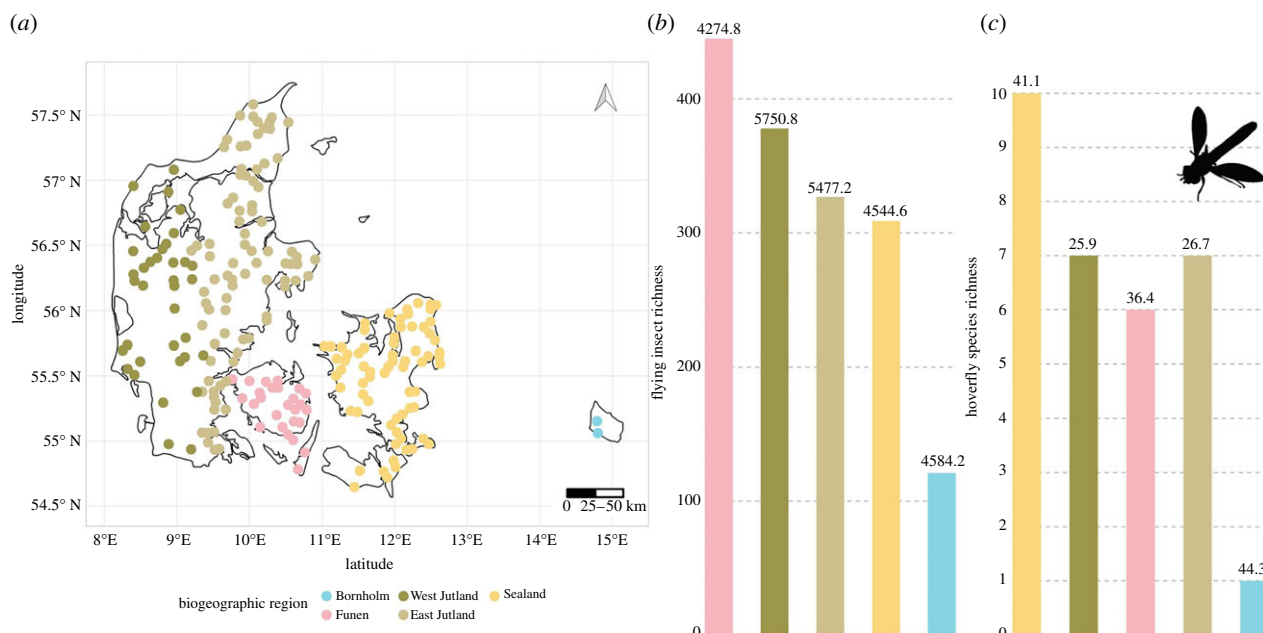 (a)
57.5° N
57° N
56.5° N
56° N
55.5° N
55° N
54.5° N
longitude
8°E 9°E 10°E 11°E 12°E 13°E 14°E 15°E
latitude
0 25–50 km
biogeographic region
Bornholm West Jutland Sealand
Funen East Jutland
(b)
flying insect richness
400
300
200
100
0
4274.8
5750.8
5477.2
4544.6
4584.2
(c)
hoverfly species richness
10
9
8
7
6
5
4
3
2
1
0
41.1
25.9
36.4
26.7
44.3